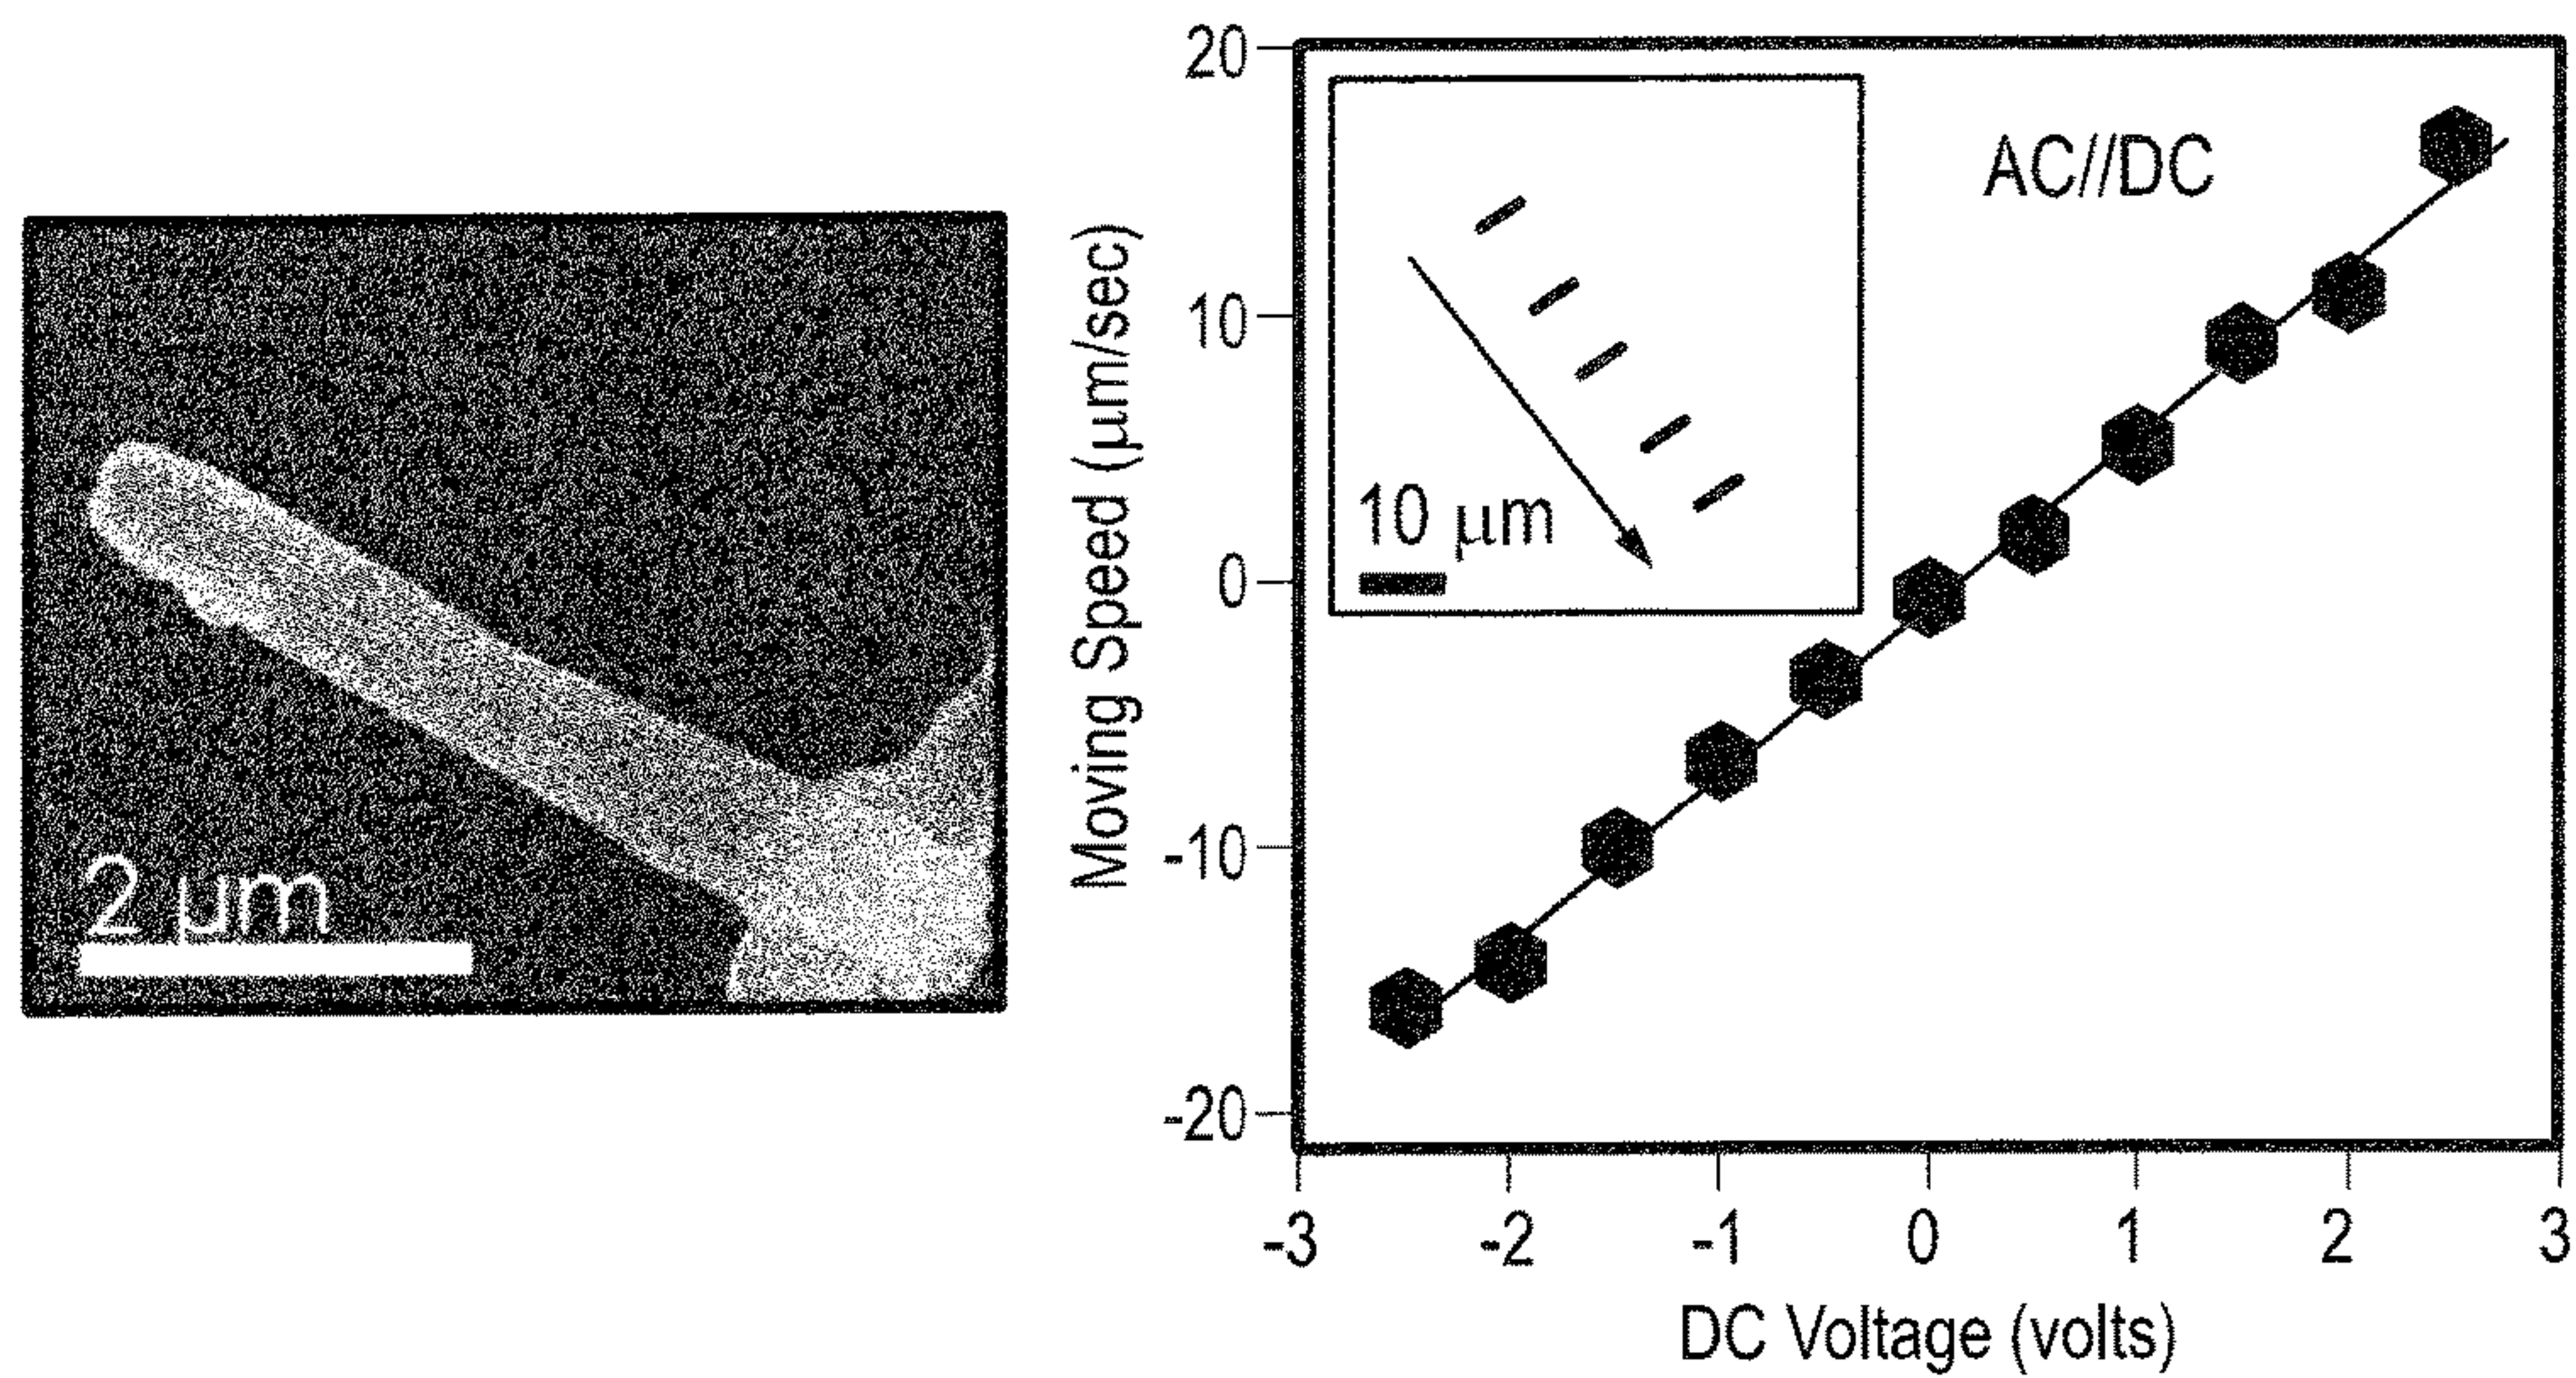 2 μm
Moving Speed (μm/sec)
20
10
0
-10
-20
AC//DC
10 μm
-3 -2 -1 0 1 2 3
DC Voltage (volts)